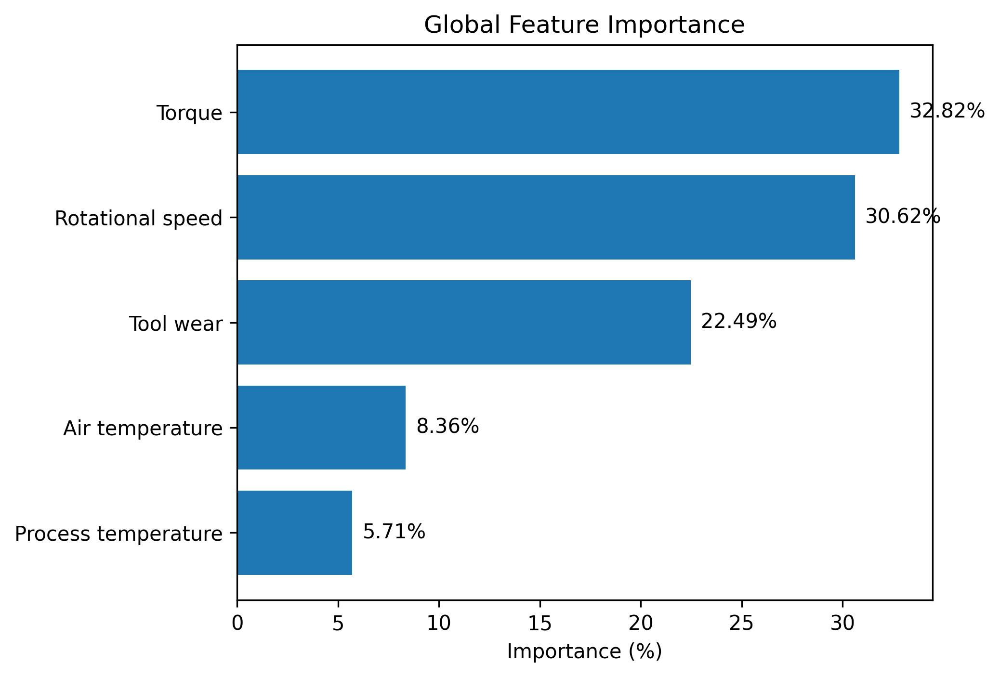 Global Feature Importance
Torque
32.82%
Rotational speed
30.62%
Tool wear
22.49%
Air temperature
8.36%
Process temperature
5.71%
0 5 10 15 20 25 30
Importance (%)